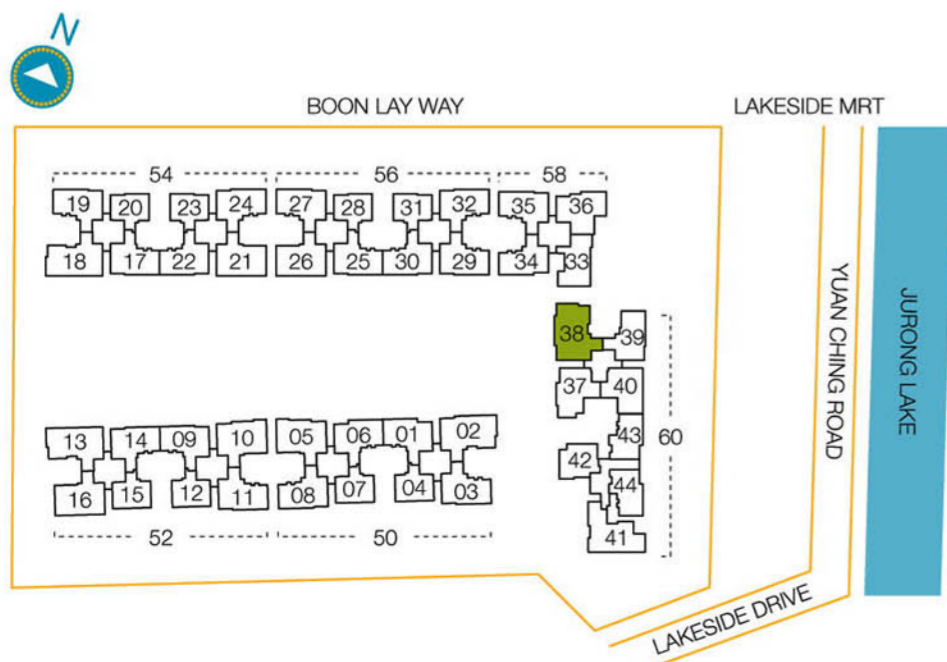 N
BOON LAY WAY
LAKESIDE MRT
54
56
58
19 20 23 24 27 28 31 32 35 36
18 17 22 21 26 25 30 29 34 33
38 39
37 40
43
42
44
41
60
YUAN CHING ROAD
JURONG LAKE
13 14 09 10 05 06 01 02
16 15 12 11 08 07 04 03
52
50
LAKESIDE DRIVE